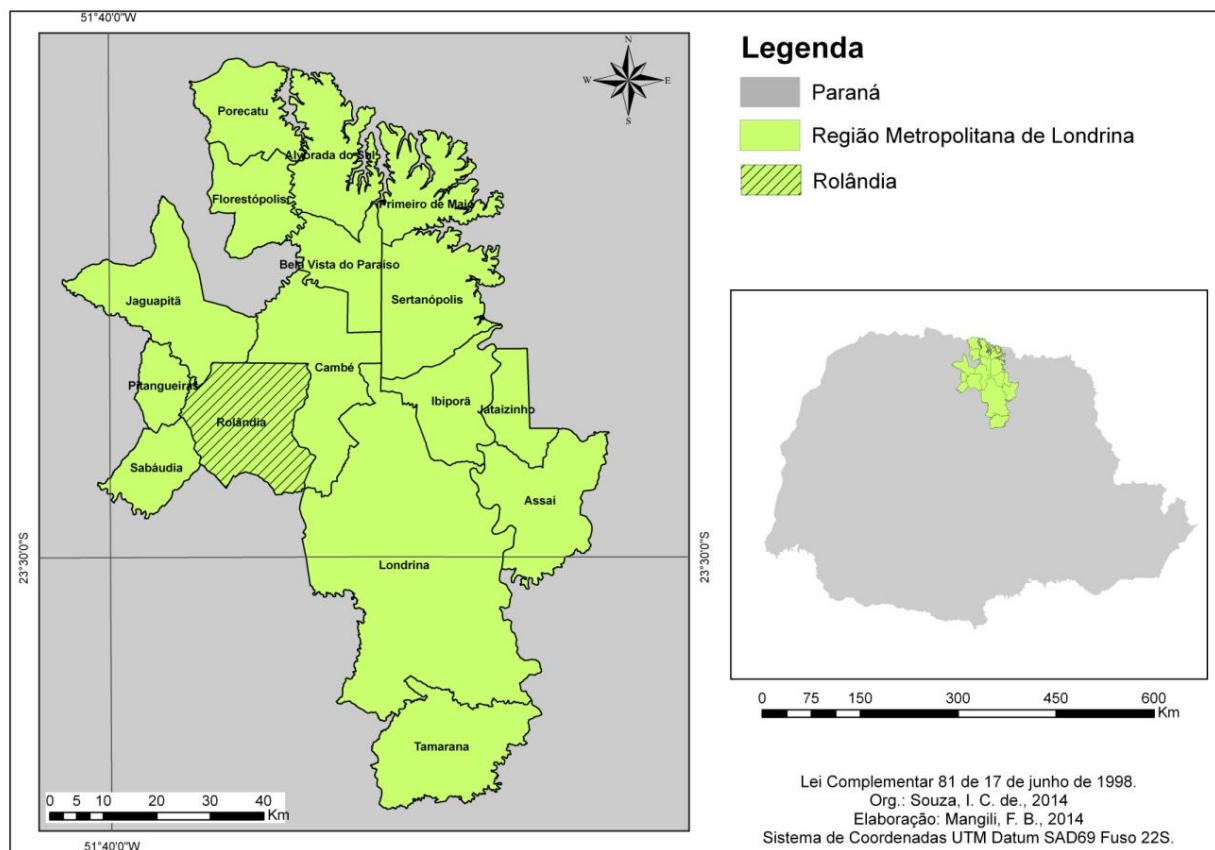 51°40'0"W
N
W
E
S
Porecatu
Alvorada do Sul
Florestópolis
Primeiro de Maio
Bela Vista do Paraíso
Jaguapitã
Sertanópolis
Cambé
Pitangueiras
Ibiporã
Jataizinho
Rolândia
Sabáudia
Assaí
23°30'0"S
23°30'0"S
Londrina
Tamarana
0 5 10 20 30 40
Km
51°40'0"W
Legenda
Paraná
Região Metropolitana de Londrina
Rolândia
0 75 150 300 450 600
Km
Lei Complementar 81 de 17 de junho de 1998.
Org.: Souza, I. C. de., 2014
Elaboração: Mangili, F. B., 2014
Sistema de Coordenadas UTM Datum SAD69 Fuso 22S.